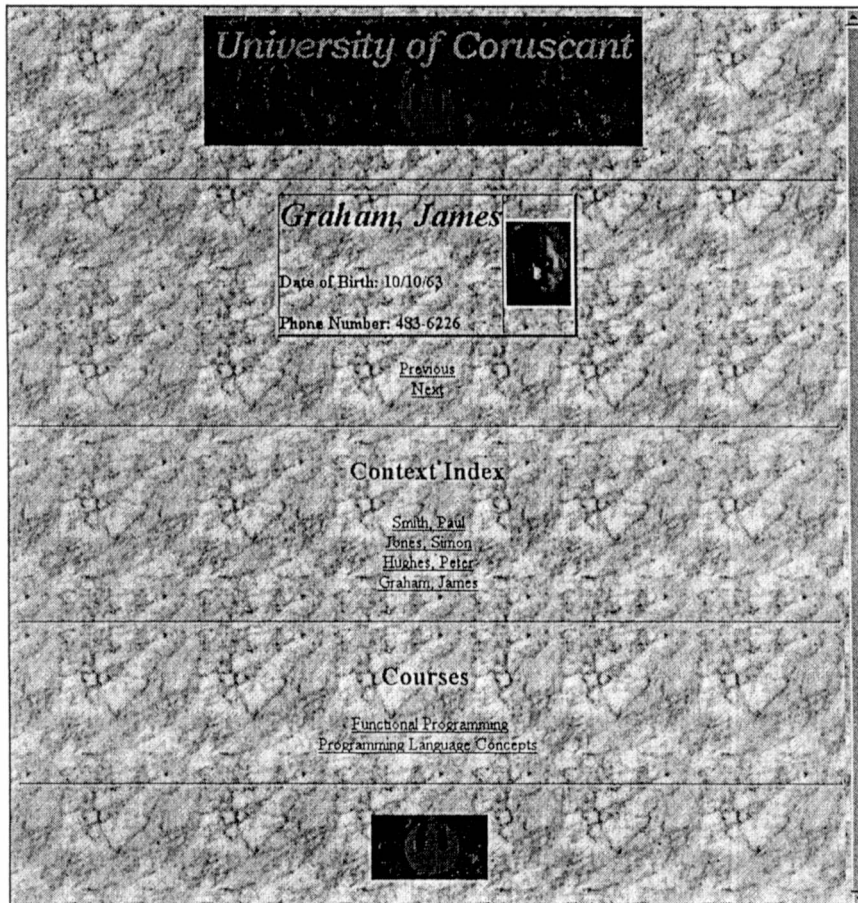 University of Coruscant
Graham, James
Date of Birth: 10/10/63
Phone Number: 483-6226
Previous
Next
Context Index
Smith, Paul
Jones, Simon
Hughes, Peter
Graham, James
Courses
Functional Programming
Programming Language Concepts